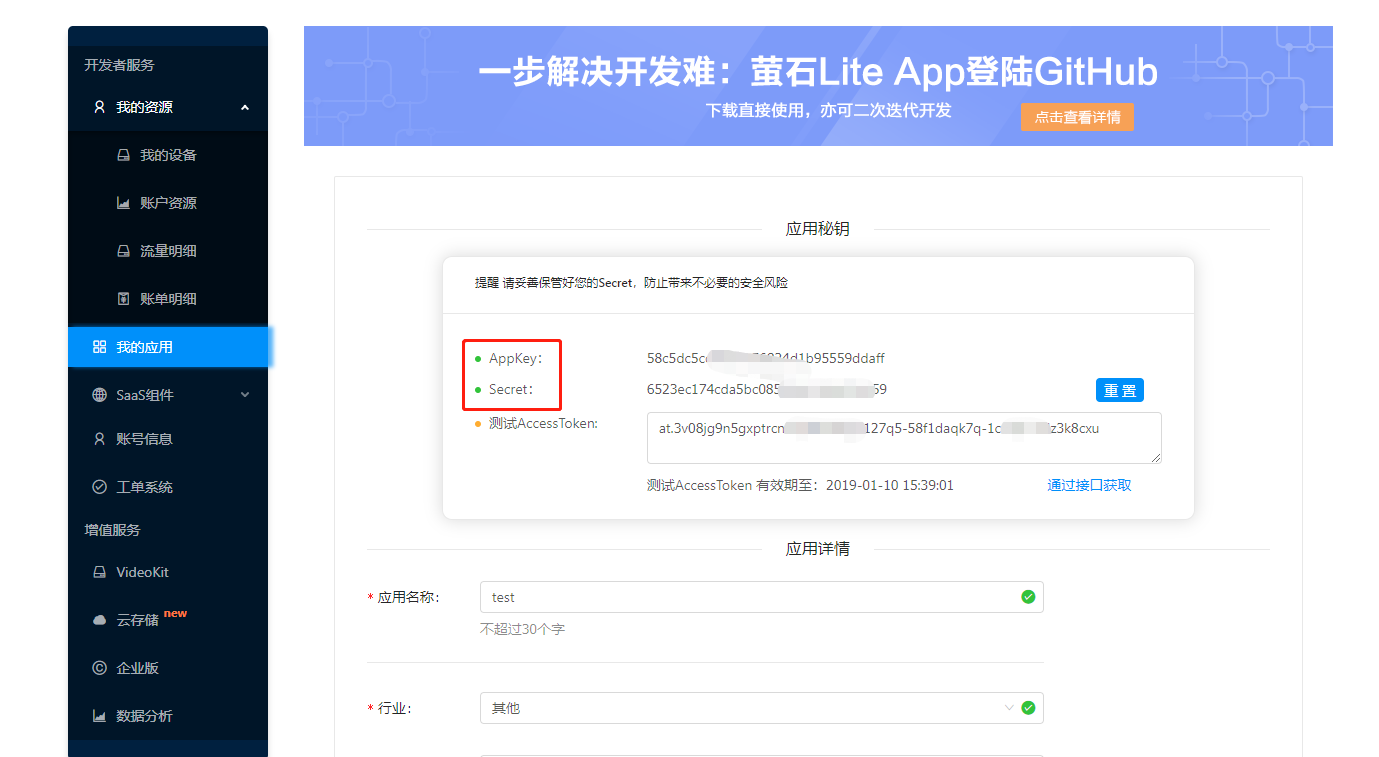 开发者服务
我的资源
我的设备
账户资源
流量明细
账单明细
我的应用
SaaS组件
账号信息
工单系统
增值服务
VideoKit
云存储 new
企业版
数据分析
一步解决开发难：萤石Lite App登陆GitHub
下载直接使用，亦可二次迭代开发
点击查看详情
应用秘钥
提醒 请妥善保管好您的Secret，防止带来不必要的安全风险
AppKey: 58c5dc5c 24d1b95559ddaff
Secret: 6523ec174cda5bc085 59
重置
测试AccessToken: at.3v08jg9n5gxptrcn 127q5-58f1daqk7q-1c z3k8cxu
测试AccessToken 有效期至：2019-01-10 15:39:01
通过接口获取
应用详情
* 应用名称： test
不超过30个字
* 行业： 其他